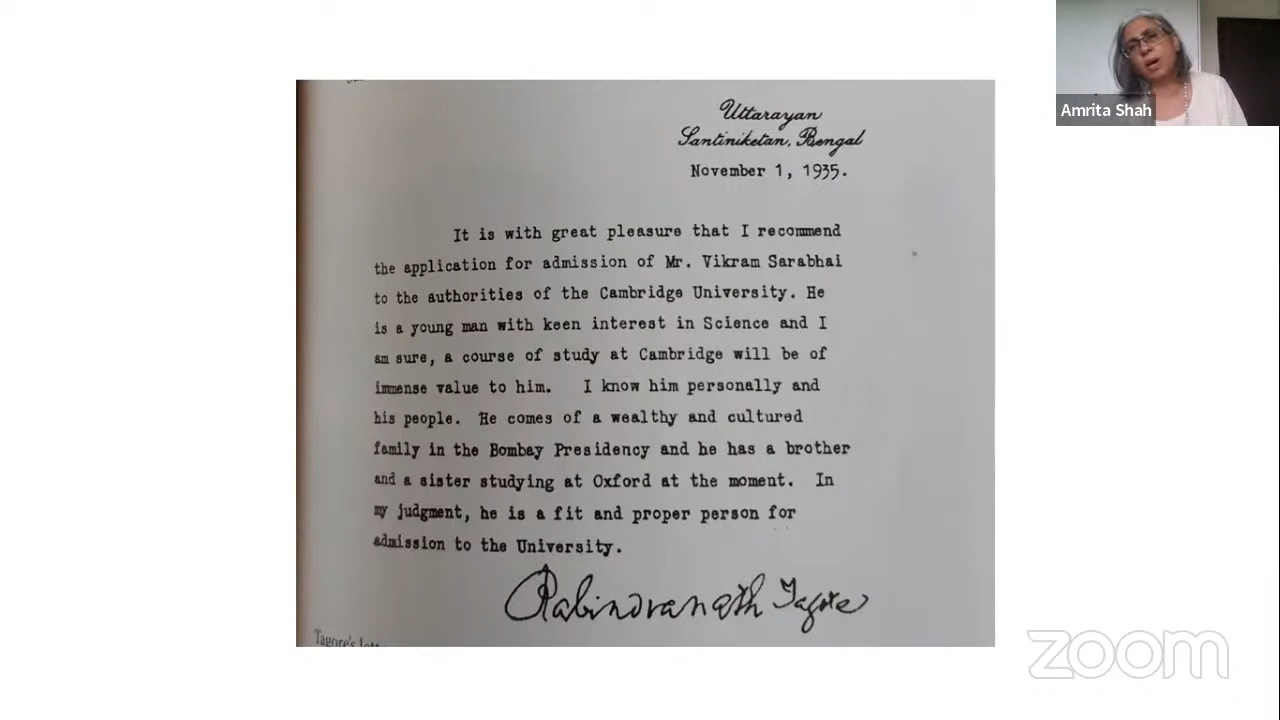 Amrita Shah
Uttarayan
Santiniketan, Bengal
November 1, 1935.
It is with great pleasure that I recommend
the application for admission of Mr. Vikram Sarabhai
to the authorities of the Cambridge University. He
is a young man with keen interest in Science and I
am sure, a course of study at Cambridge will be of
immense value to him. I know him personally and
his people. He comes of a wealthy and cultured
family in the Bombay Presidency and he has a brother
and a sister studying at Oxford at the moment. In
my judgment, he is a fit and proper person for
admission to the University.
Rabindranath Tagore
Tagore's
zoom